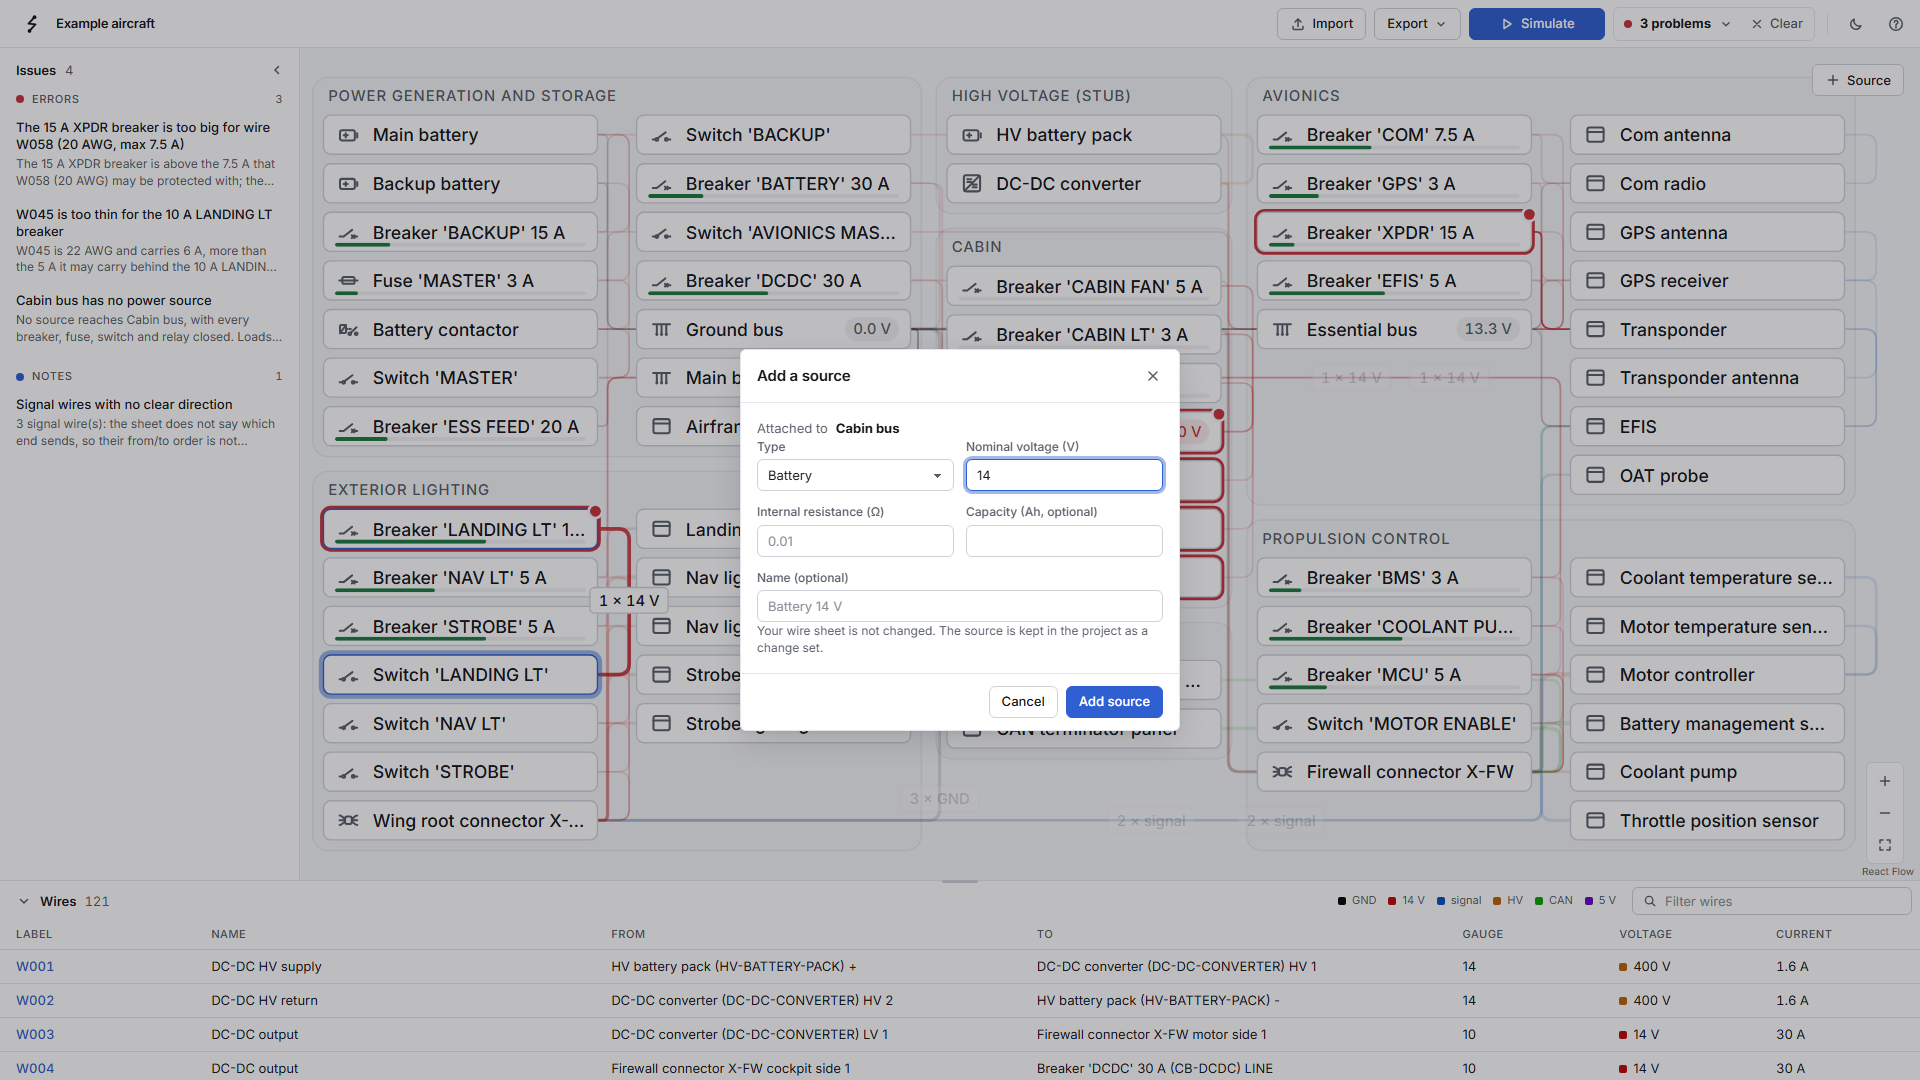 Example aircraft
Import
Export
Simulate
3 problems
Clear
Issues 4
ERRORS 3
The 15 A XPDR breaker is too big for wire
W058 (20 AWG, max 7.5 A)
The 15 A XPDR breaker is above the 7.5 A that
W058 (20 AWG) may be protected with; the...
W045 is too thin for the 10 A LANDING LT
breaker
W045 is 22 AWG and carries 6 A, more than
the 5 A it may carry behind the 10 A LANDIN...
Cabin bus has no power source
No source reaches Cabin bus, with every
breaker, fuse, switch and relay closed. Loads...
NOTES 1
Signal wires with no clear direction
3 signal wire(s): the sheet does not say which
end sends, so their from/to order is not...
Source
POWER GENERATION AND STORAGE
Main battery
Backup battery
Breaker 'BACKUP' 15 A
Fuse 'MASTER' 3 A
Battery contactor
Switch 'MASTER'
Breaker 'ESS FEED' 20 A
Switch 'BACKUP'
Breaker 'BATTERY' 30 A
Switch 'AVIONICS MAS...
Breaker 'DCDC' 30 A
Ground bus 0.0 V
Main b
Airfran
EXTERIOR LIGHTING
Breaker 'LANDING LT' 1...
Breaker 'NAV LT' 5 A
1 × 14 V
Breaker 'STROBE' 5 A
Switch 'LANDING LT'
Switch 'NAV LT'
Switch 'STROBE'
Wing root connector X-...
Landin
Nav lig
Nav lig
Strobe
Strobe
HIGH VOLTAGE (STUB)
HV battery pack
DC-DC converter
CABIN
Breaker 'CABIN FAN' 5 A
Breaker 'CABIN LT' 3 A
0 V
...
CAN terminator panel
3 × GND
2 × signal
2 × signal
AVIONICS
Breaker 'COM' 7.5 A
Breaker 'GPS' 3 A
Breaker 'XPDR' 15 A
Breaker 'EFIS' 5 A
Essential bus 13.3 V
1 × 14 V
1 × 14 V
Com antenna
Com radio
GPS antenna
GPS receiver
Transponder
Transponder antenna
EFIS
OAT probe
PROPULSION CONTROL
Breaker 'BMS' 3 A
Breaker 'COOLANT PU...
Breaker 'MCU' 5 A
Switch 'MOTOR ENABLE'
Firewall connector X-FW
Coolant temperature se...
Motor temperature sen...
Motor controller
Battery management s...
Coolant pump
Throttle position sensor
React Flow
Add a source
Attached to Cabin bus
Type
Battery
Nominal voltage (V)
14
Internal resistance (Ω)
0.01
Capacity (Ah, optional)
Name (optional)
Battery 14 V
Your wire sheet is not changed. The source is kept in the project as a
change set.
Cancel
Add source
Wires 121
GND 14 V signal HV CAN 5 V
Filter wires
LABEL NAME FROM TO GAUGE VOLTAGE CURRENT
W001 DC-DC HV supply HV battery pack (HV-BATTERY-PACK) + DC-DC converter (DC-DC-CONVERTER) HV 1 14 400 V 1.6 A
W002 DC-DC HV return DC-DC converter (DC-DC-CONVERTER) HV 2 HV battery pack (HV-BATTERY-PACK) - 14 400 V 1.6 A
W003 DC-DC output DC-DC converter (DC-DC-CONVERTER) LV 1 Firewall connector X-FW motor side 1 10 14 V 30 A
W004 DC-DC output Firewall connector X-FW cockpit side 1 Breaker 'DCDC' 30 A (CB-DCDC) LINE 10 14 V 30 A